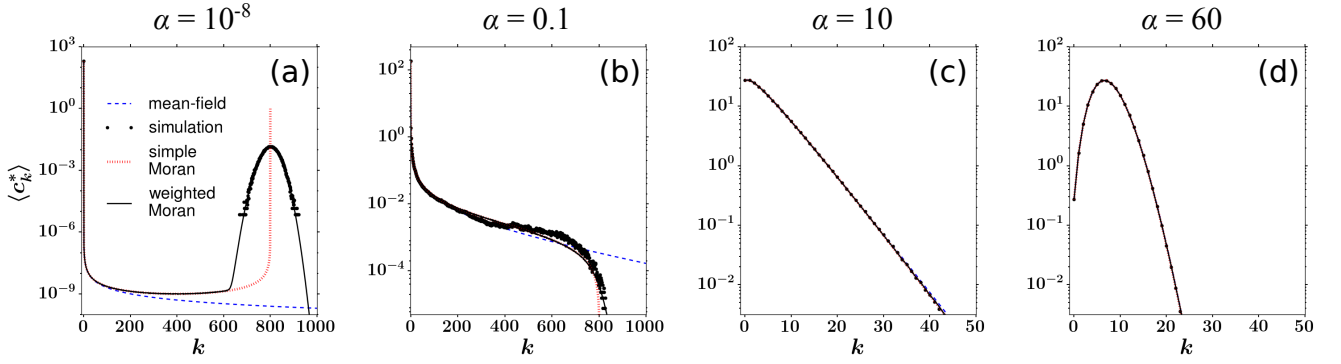 α = 10⁻⁸
α = 0.1
α = 10
α = 60
(a)
(b)
(c)
(d)
⟨c*ₖ⟩
10³
10⁰
10⁻³
10⁻⁶
10⁻⁹
mean-field
simulation
simple
Moran
weighted
Moran
0 200 400 600 800 1000
k
10²
10⁰
10⁻²
10⁻⁴
0 200 400 600 800 1000
k
10²
10¹
10⁰
10⁻¹
10⁻²
0 10 20 30 40 50
k
10²
10¹
10⁰
10⁻¹
10⁻²
0 10 20 30 40 50
k